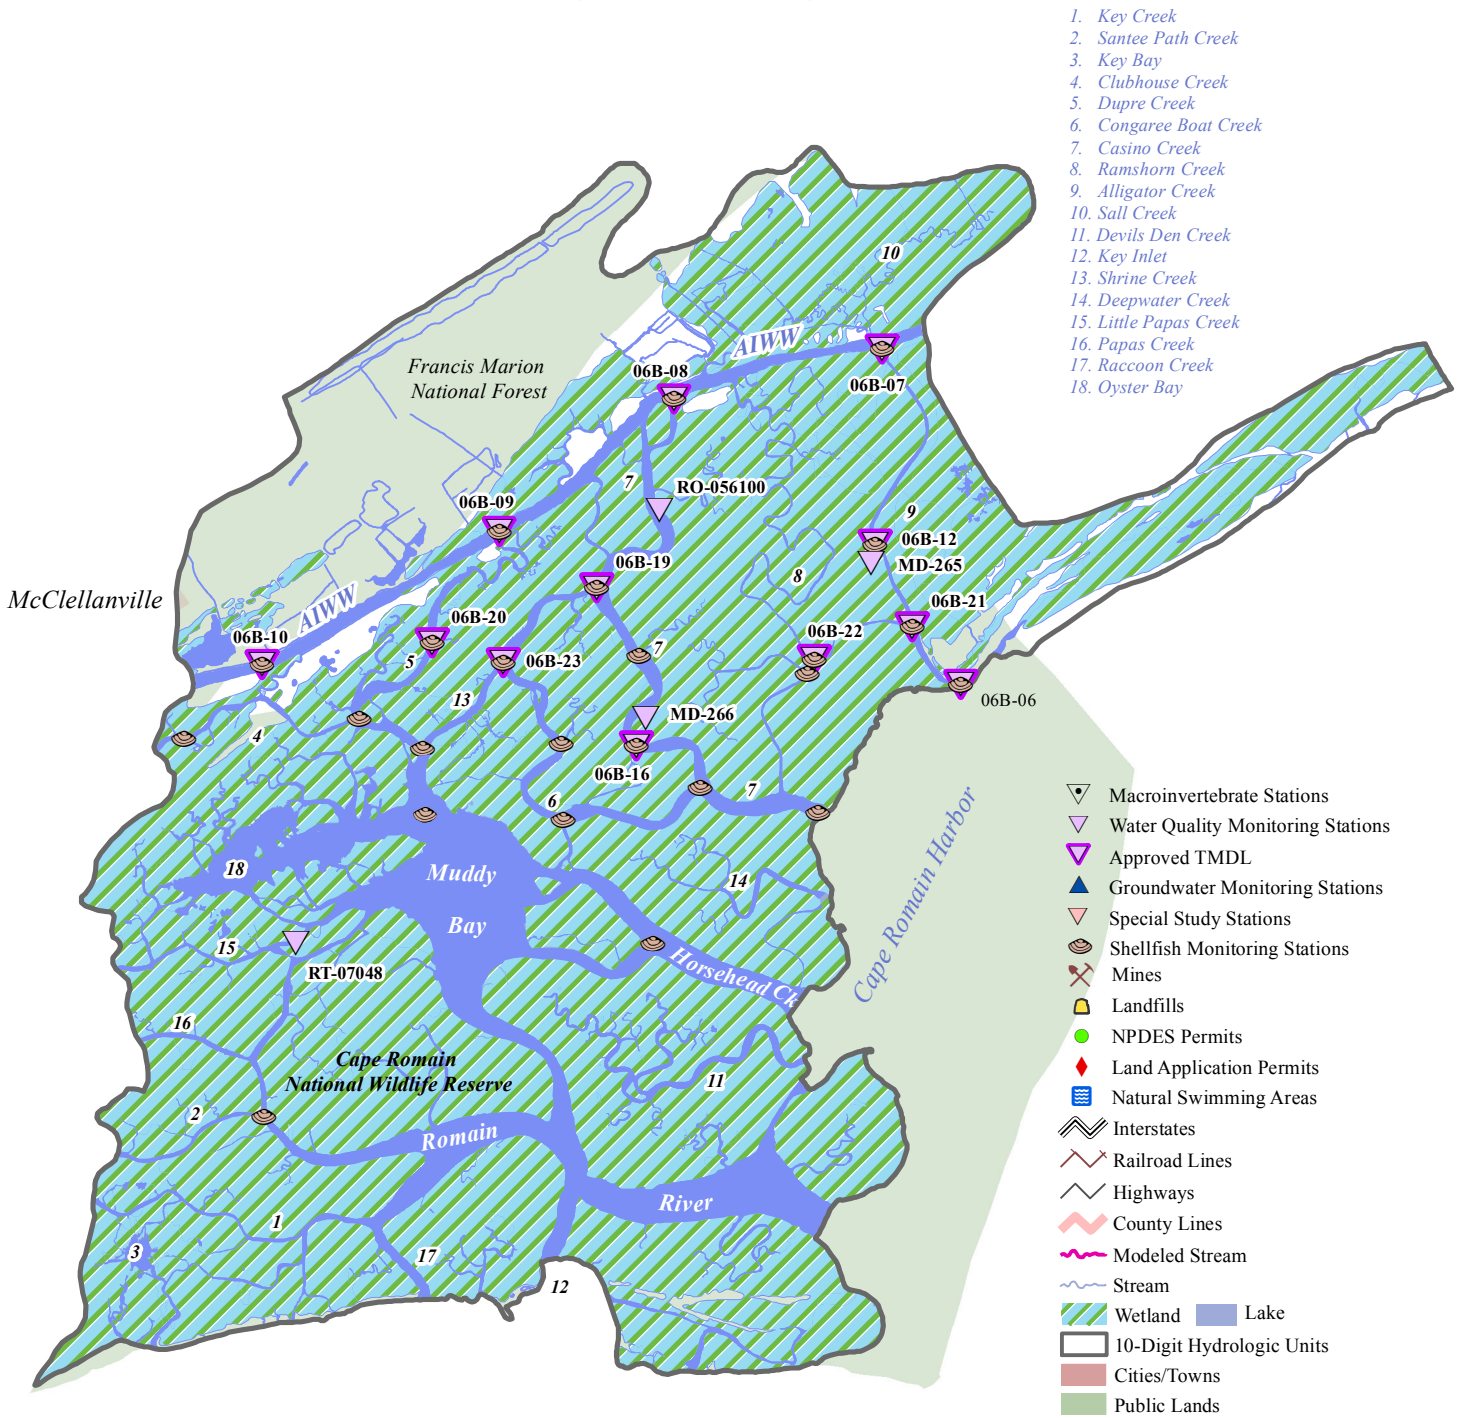 1. Key Creek
2. Santee Path Creek
3. Key Bay
4. Clubhouse Creek
5. Dupre Creek
6. Congaree Boat Creek
7. Casino Creek
8. Ramshorn Creek
9. Alligator Creek
10. Sall Creek
11. Devils Den Creek
12. Key Inlet
13. Shrine Creek
14. Deepwater Creek
15. Little Papas Creek
16. Papas Creek
17. Raccoon Creek
18. Oyster Bay
10
AIWW
Francis Marion
National Forest
06B-08
06B-07
7
RO-056100
06B-09
9
06B-12
MD-265
06B-19
8
McClellanville
AIWW
06B-10
06B-20
5
06B-23
7
06B-21
06B-22
06B-06
13
4
MD-266
06B-16
7
6
18
Muddy
Bay
14
Cape Romain Harbor
15
RT-07048
Horsehead Ck
16
Cape Romain
National Wildlife Reserve
11
2
Romain
River
1
3
17
12
Macroinvertebrate Stations
Water Quality Monitoring Stations
Approved TMDL
Groundwater Monitoring Stations
Special Study Stations
Shellfish Monitoring Stations
Mines
Landfills
NPDES Permits
Land Application Permits
Natural Swimming Areas
Interstates
Railroad Lines
Highways
County Lines
Modeled Stream
Stream
Wetland Lake
10-Digit Hydrologic Units
Cities/Towns
Public Lands